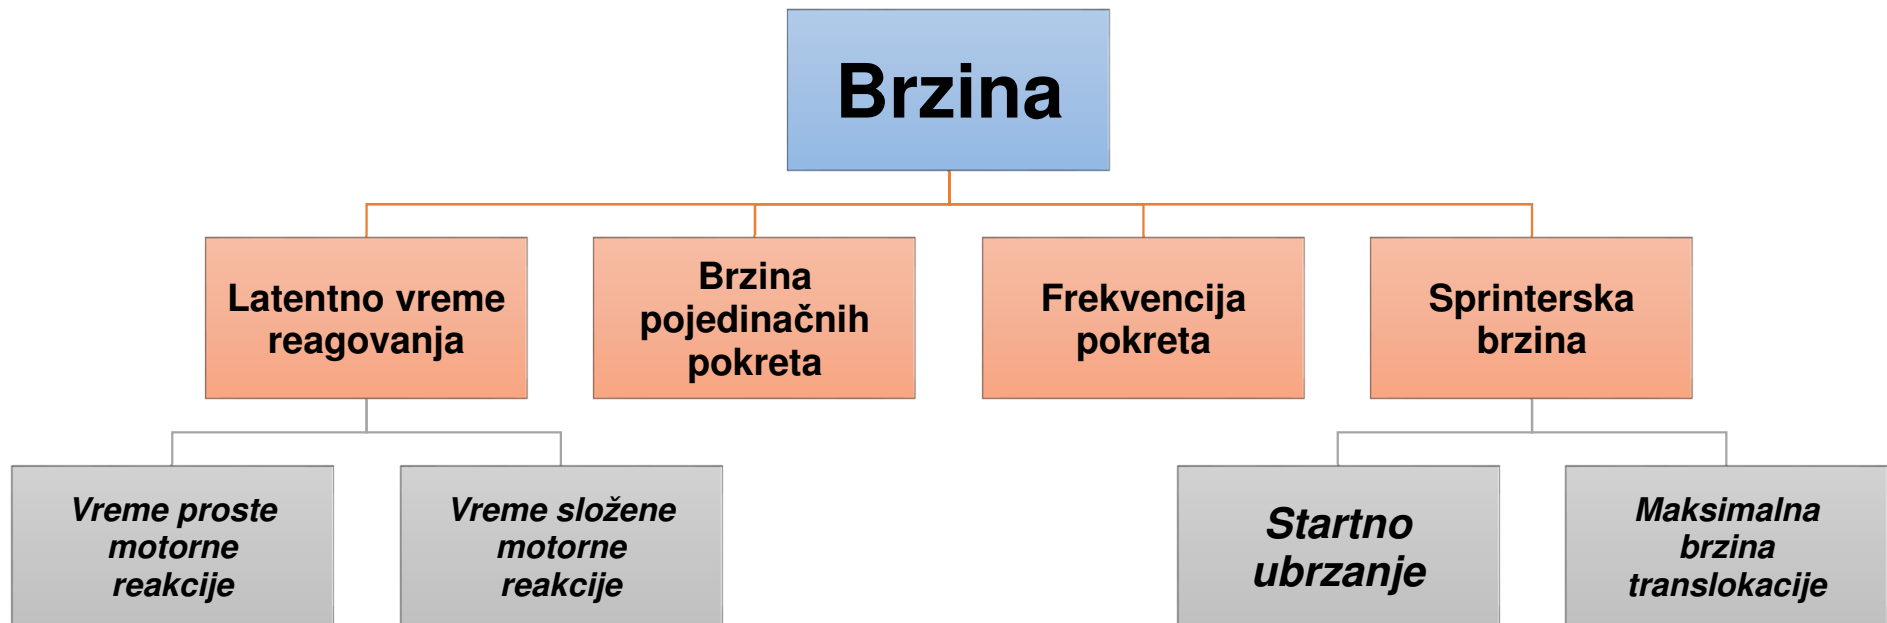 Brzina
Latentno vreme
reagovanja
Brzina
pojedinačnih
pokreta
Frekvencija
pokreta
Sprinterska
brzina
Vreme proste
motorne
reakcije
Vreme složene
motorne
reakcije
Startno
ubrzanje
Maksimalna
brzina
translokacije